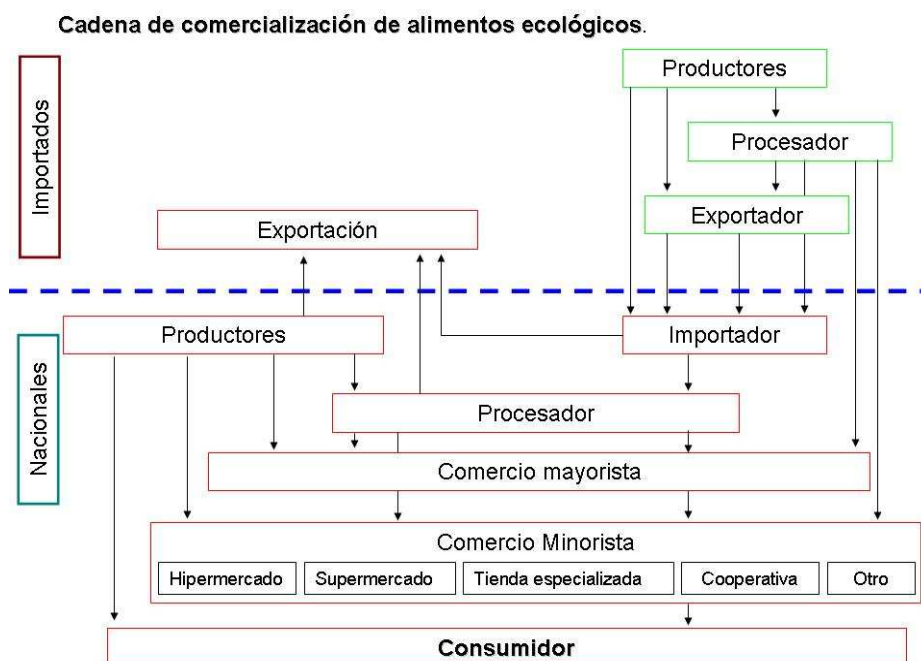 Cadena de comercialización de alimentos ecológicos.
Importados
Productores
Procesador
Exportador
Exportación
Nacionales
Productores
Importador
Procesador
Comercio mayorista
Comercio Minorista
Hipermercado
Supermercado
Tienda especializada
Cooperativa
Otro
Consumidor